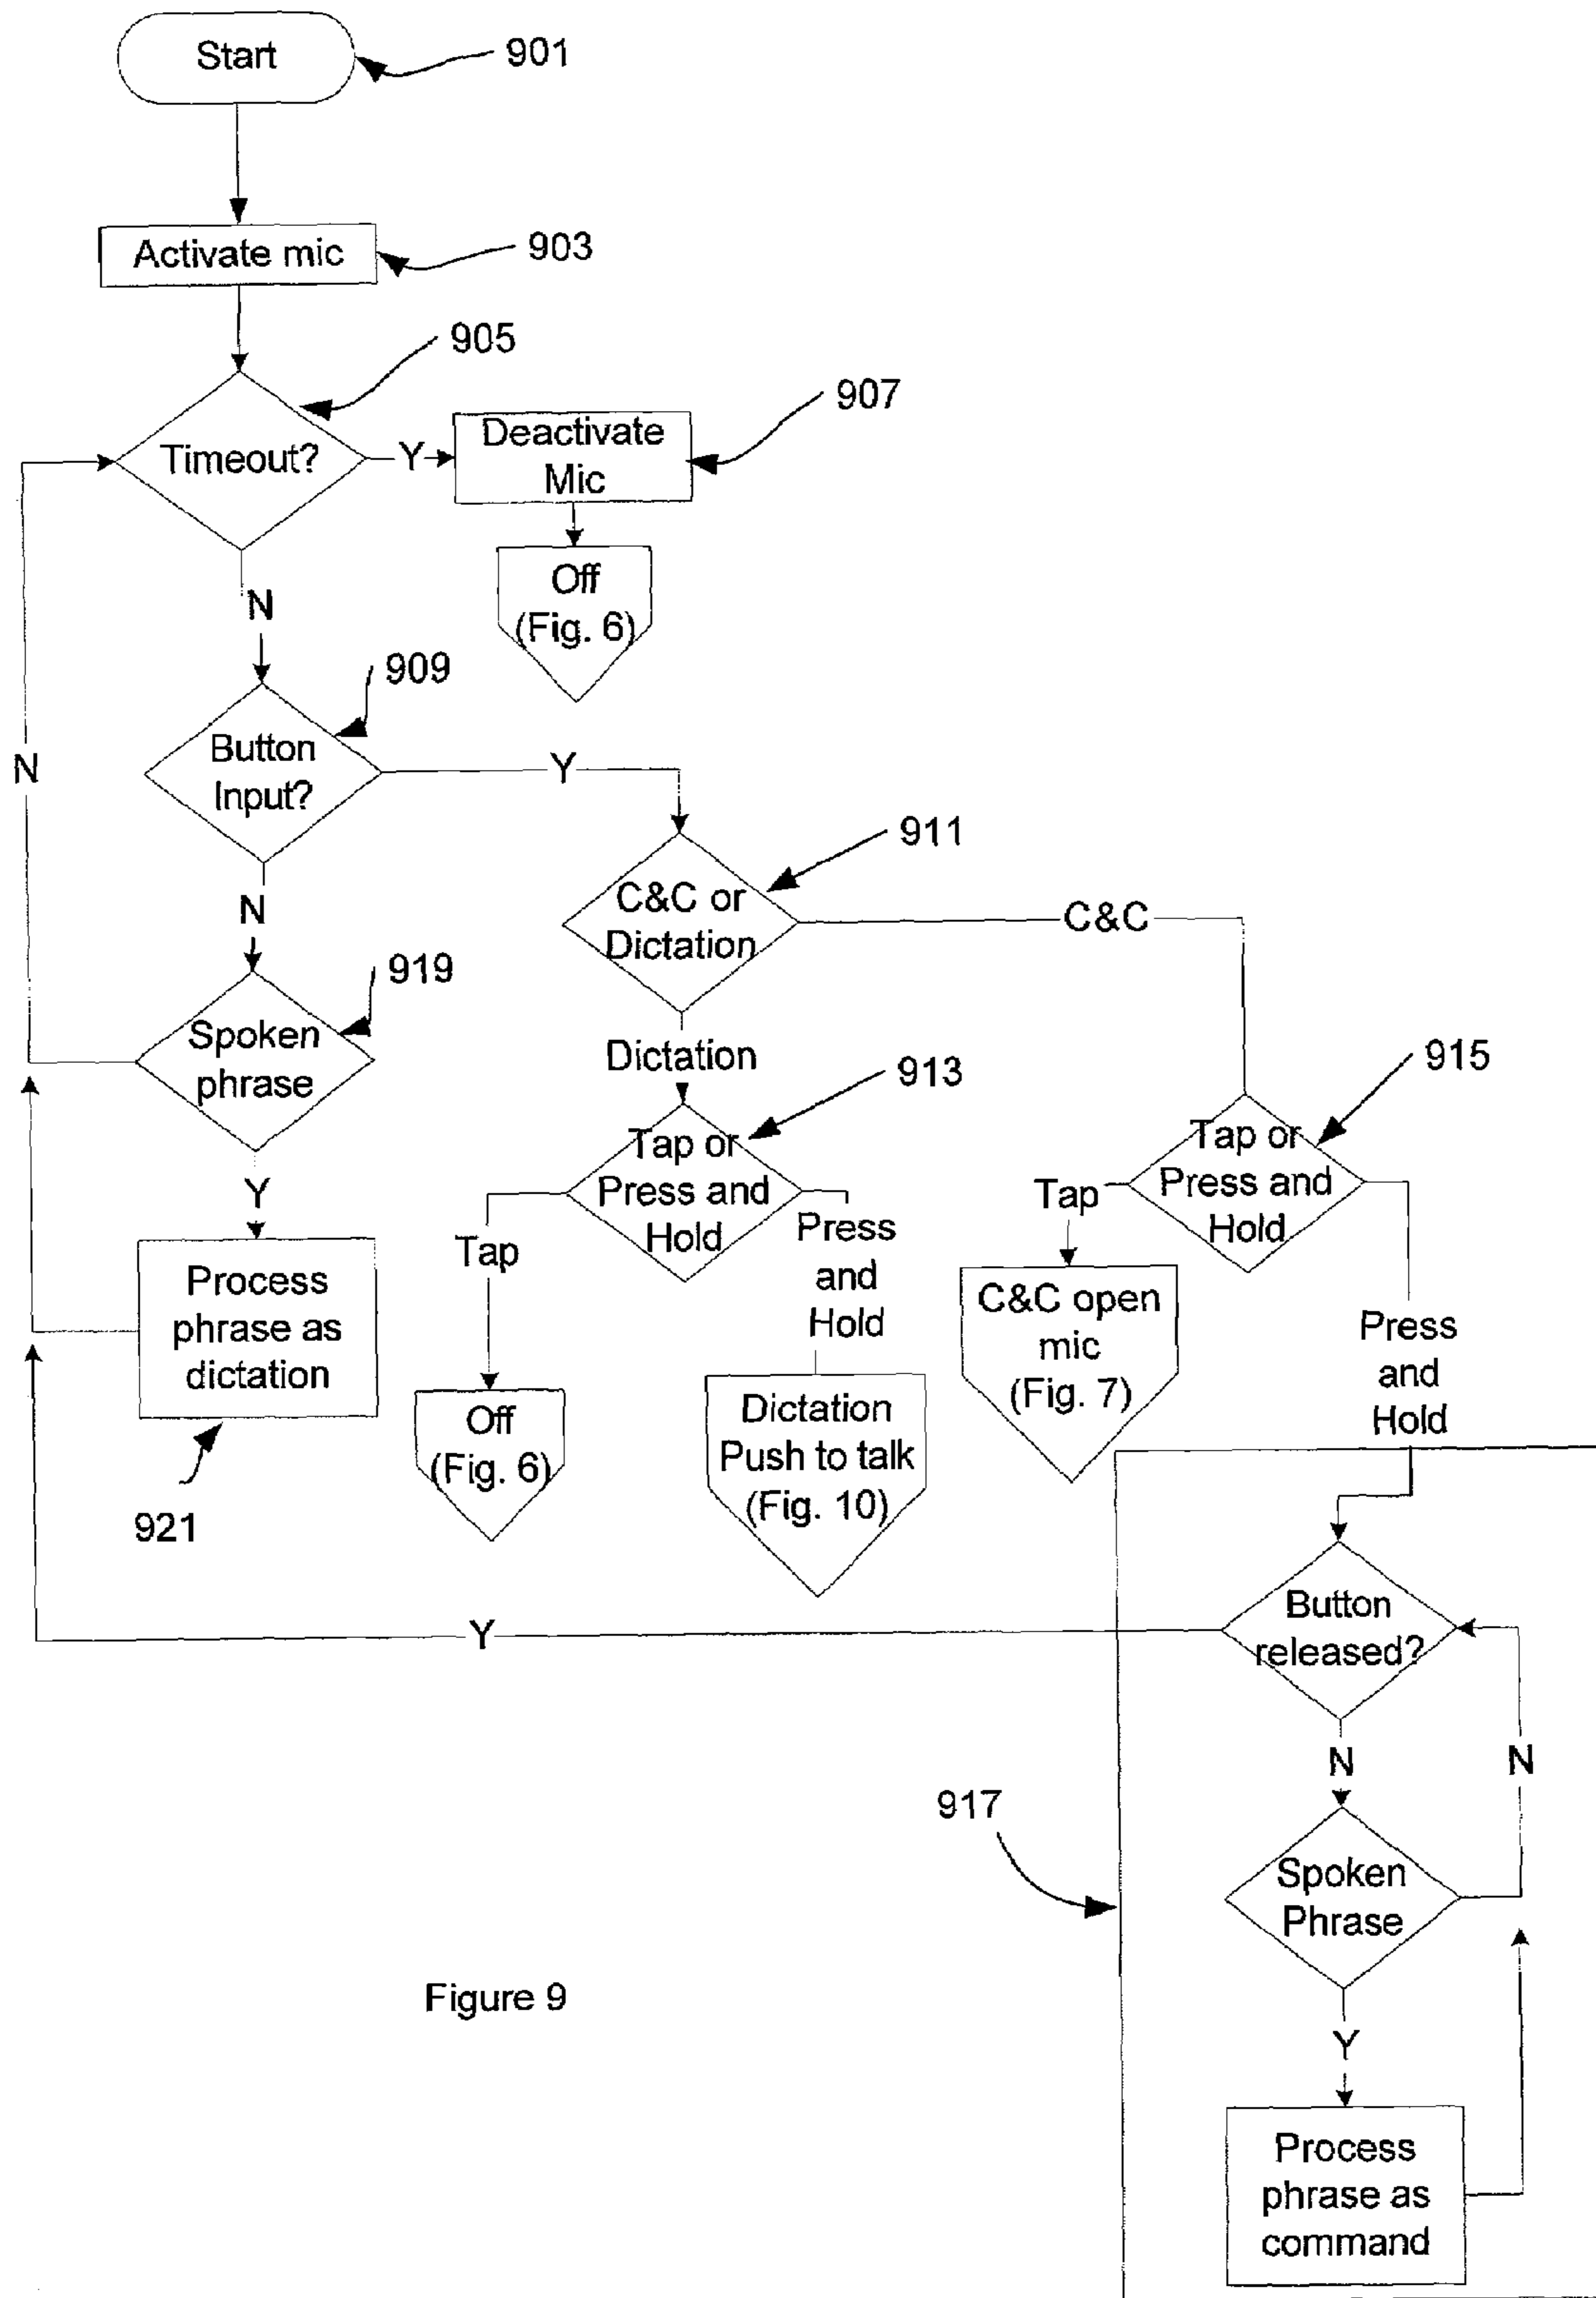 Start
901
Activate mic
903
905
Timeout?
Y
Deactivate
Mic
907
Off
(Fig. 6)
N
909
Button
Input?
Y
N
N
911
C&C or
Dictation
C&C
919
Spoken
phrase
Dictation
913
Tap or
Press and
Hold
915
Tap or
Press and
Hold
Y
Tap
Press
and
Hold
Tap
Process
phrase as
dictation
921
Off
(Fig. 6)
Dictation
Push to talk
(Fig. 10)
C&C open
mic
(Fig. 7)
Press
and
Hold
Y
Button
released?
N
N
917
Spoken
Phrase
Y
Process
phrase as
command
Figure 9